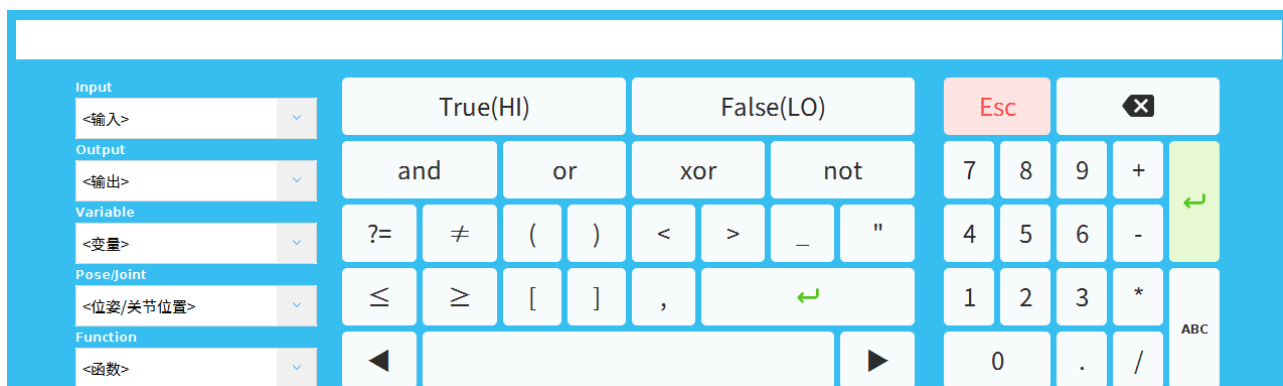 Input
<输入>
Output
<输出>
Variable
<变量>
Pose/Joint
<位姿/关节位置>
Function
<函数>
True(HI) False(LO)
and or xor not
?= ≠ ( ) < > _ "
≤ ≥ [ ] ,
Esc
7 8 9 +
4 5 6 -
1 2 3 *
ABC
0 . /